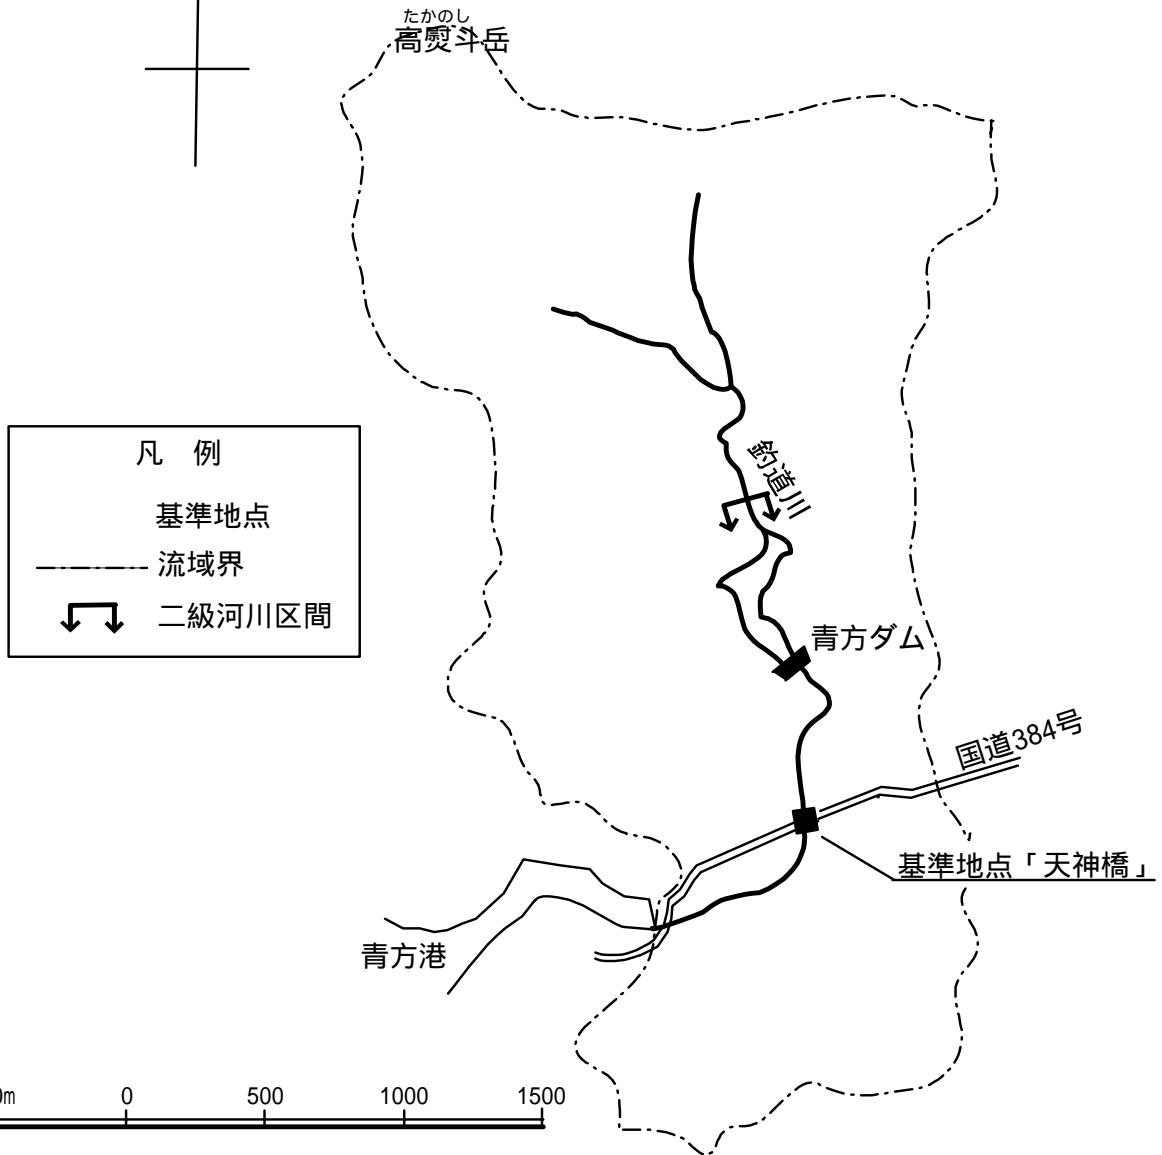 たかのし
高熨斗岳
凡 例
基準地点
流域界
二級河川区間
釣道川
青方ダム
国道384号
基準地点「天神橋」
青方港
0m 0 500 1000 1500